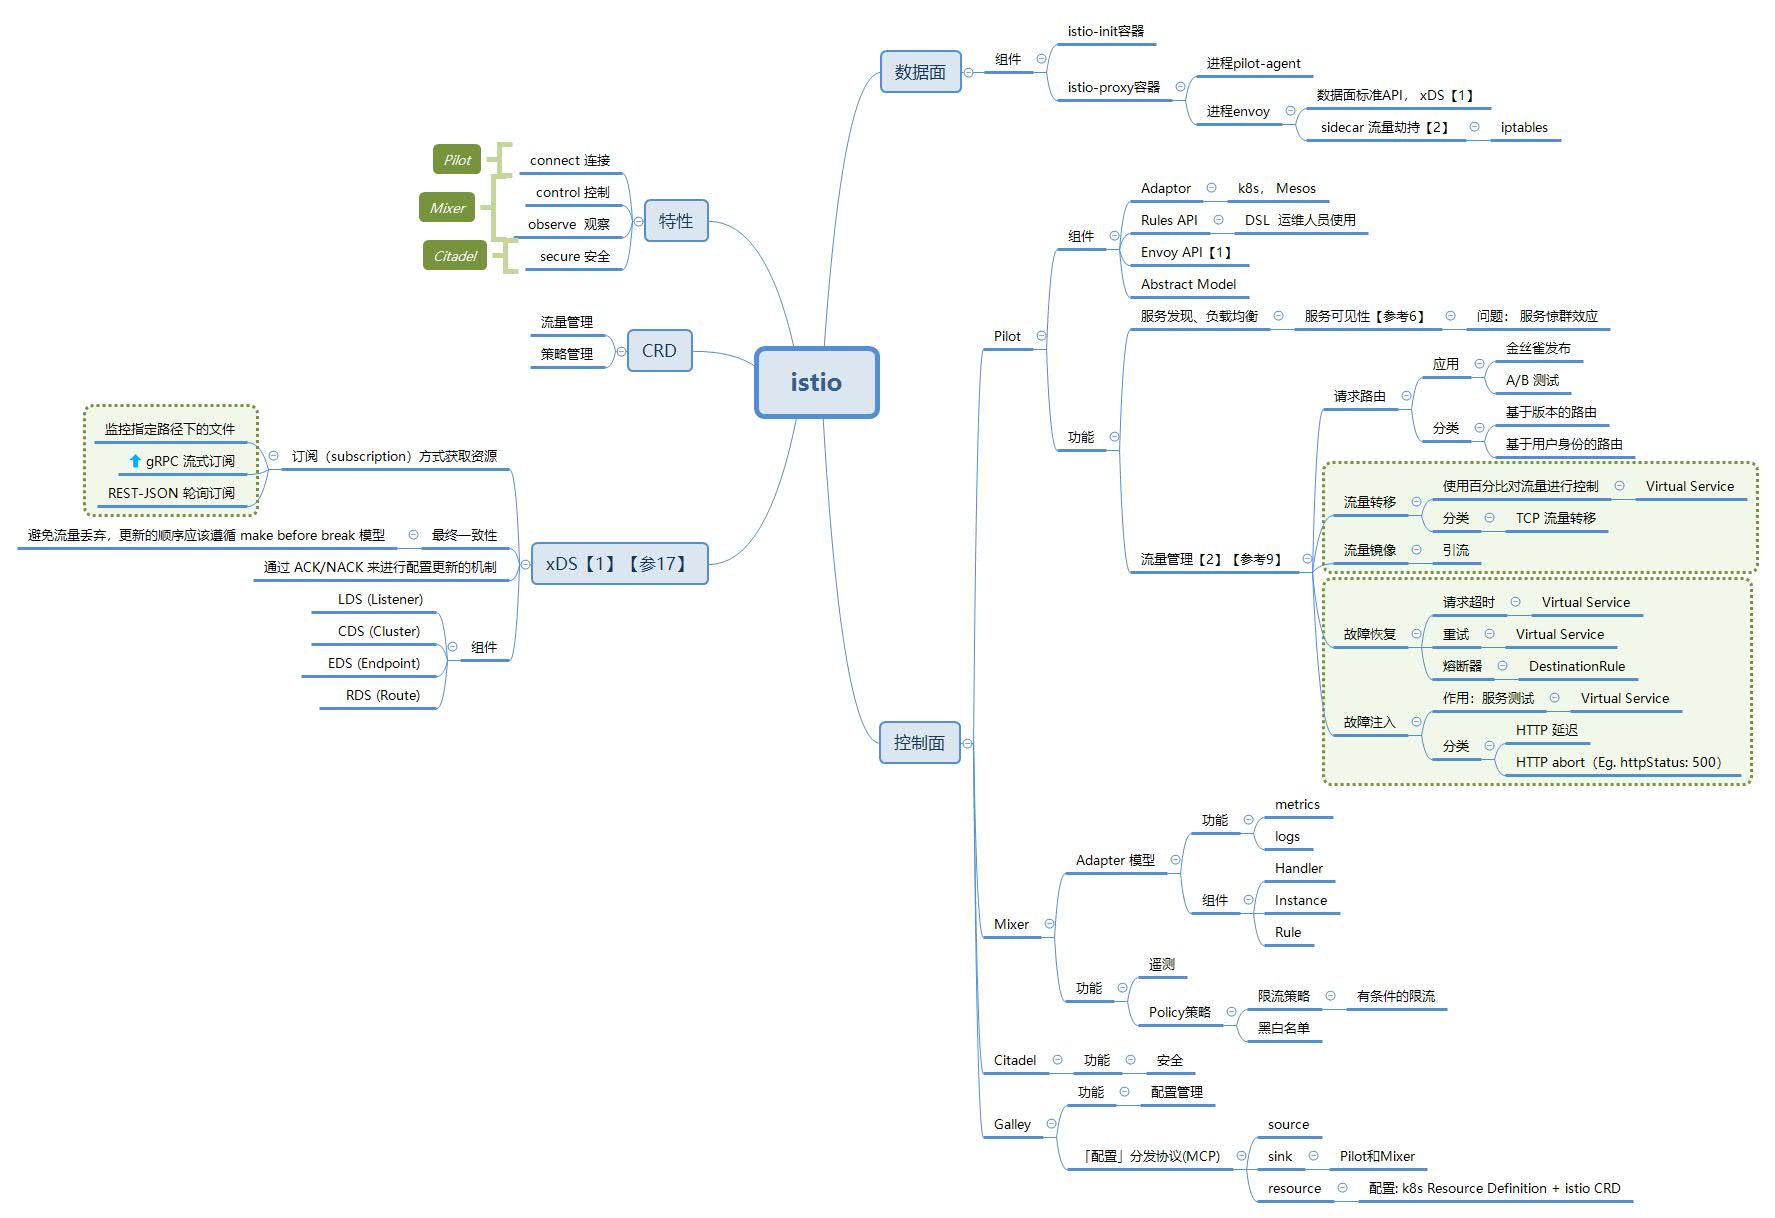 istio
数据面
组件
istio-init容器
istio-proxy容器
进程pilot-agent
进程envoy
数据面标准API， xDS【1】
sidecar 流量劫持【2】
iptables
特性
connect 连接
control 控制
observe 观察
secure 安全
Pilot
Mixer
Citadel
CRD
流量管理
策略管理
xDS【1】【参17】
订阅（subscription）方式获取资源
监控指定路径下的文件
gRPC 流式订阅
REST-JSON 轮询订阅
最终一致性
避免流量丢弃，更新的顺序应该遵循 make before break 模型
通过 ACK/NACK 来进行配置更新的机制
组件
LDS (Listener)
CDS (Cluster)
EDS (Endpoint)
RDS (Route)
控制面
Pilot
组件
Adaptor
k8s， Mesos
Rules API
DSL 运维人员使用
Envoy API【1】
Abstract Model
功能
服务发现、负载均衡
服务可见性【参考6】
问题： 服务惊群效应
流量管理【2】【参考9】
请求路由
应用
金丝雀发布
A/B 测试
分类
基于版本的路由
基于用户身份的路由
流量转移
使用百分比对流量进行控制
Virtual Service
分类
TCP 流量转移
流量镜像
引流
故障恢复
请求超时
Virtual Service
重试
Virtual Service
熔断器
DestinationRule
故障注入
作用：服务测试
Virtual Service
分类
HTTP 延迟
HTTP abort（Eg. httpStatus: 500）
Mixer
Adapter 模型
功能
metrics
logs
组件
Handler
Instance
Rule
功能
遥测
Policy策略
限流策略
有条件的限流
黑白名单
Citadel
功能
安全
Galley
功能
配置管理
「配置」分发协议(MCP)
source
sink
Pilot和Mixer
resource
配置: k8s Resource Definition + istio CRD